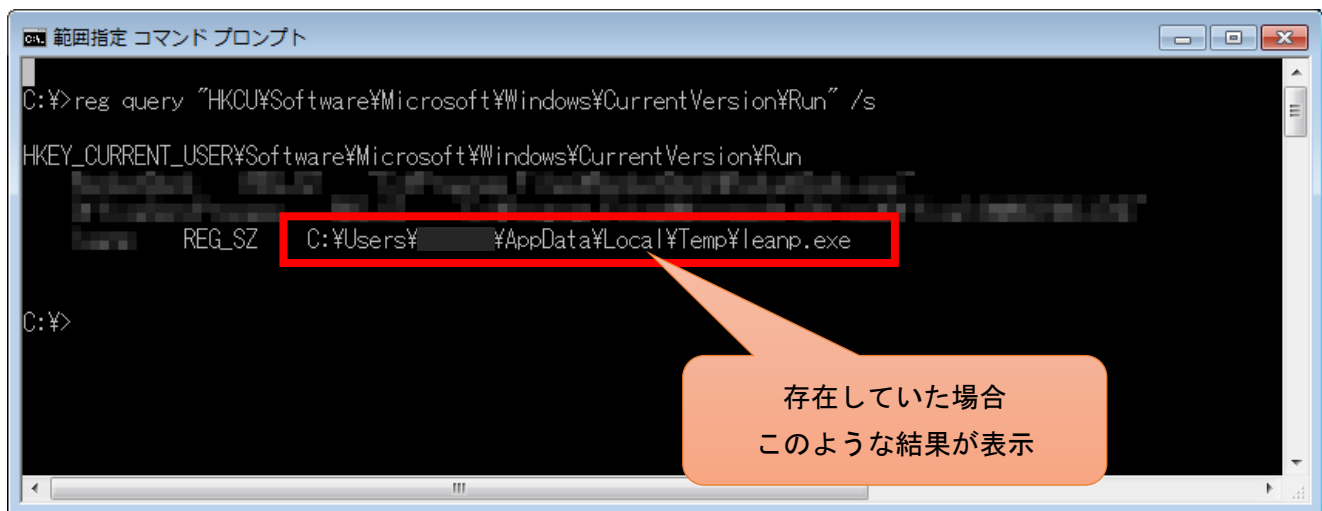 範囲指定 コマンド プロンプト
C:¥>reg query "HKCU¥Software¥Microsoft¥Windows¥CurrentVersion¥Run" /s
HKEY_CURRENT_USER¥Software¥Microsoft¥Windows¥CurrentVersion¥Run
REG_SZ C:¥Users¥ ¥AppData¥Local¥Temp¥leanp.exe
C:¥>
存在していた場合
このような結果が表示